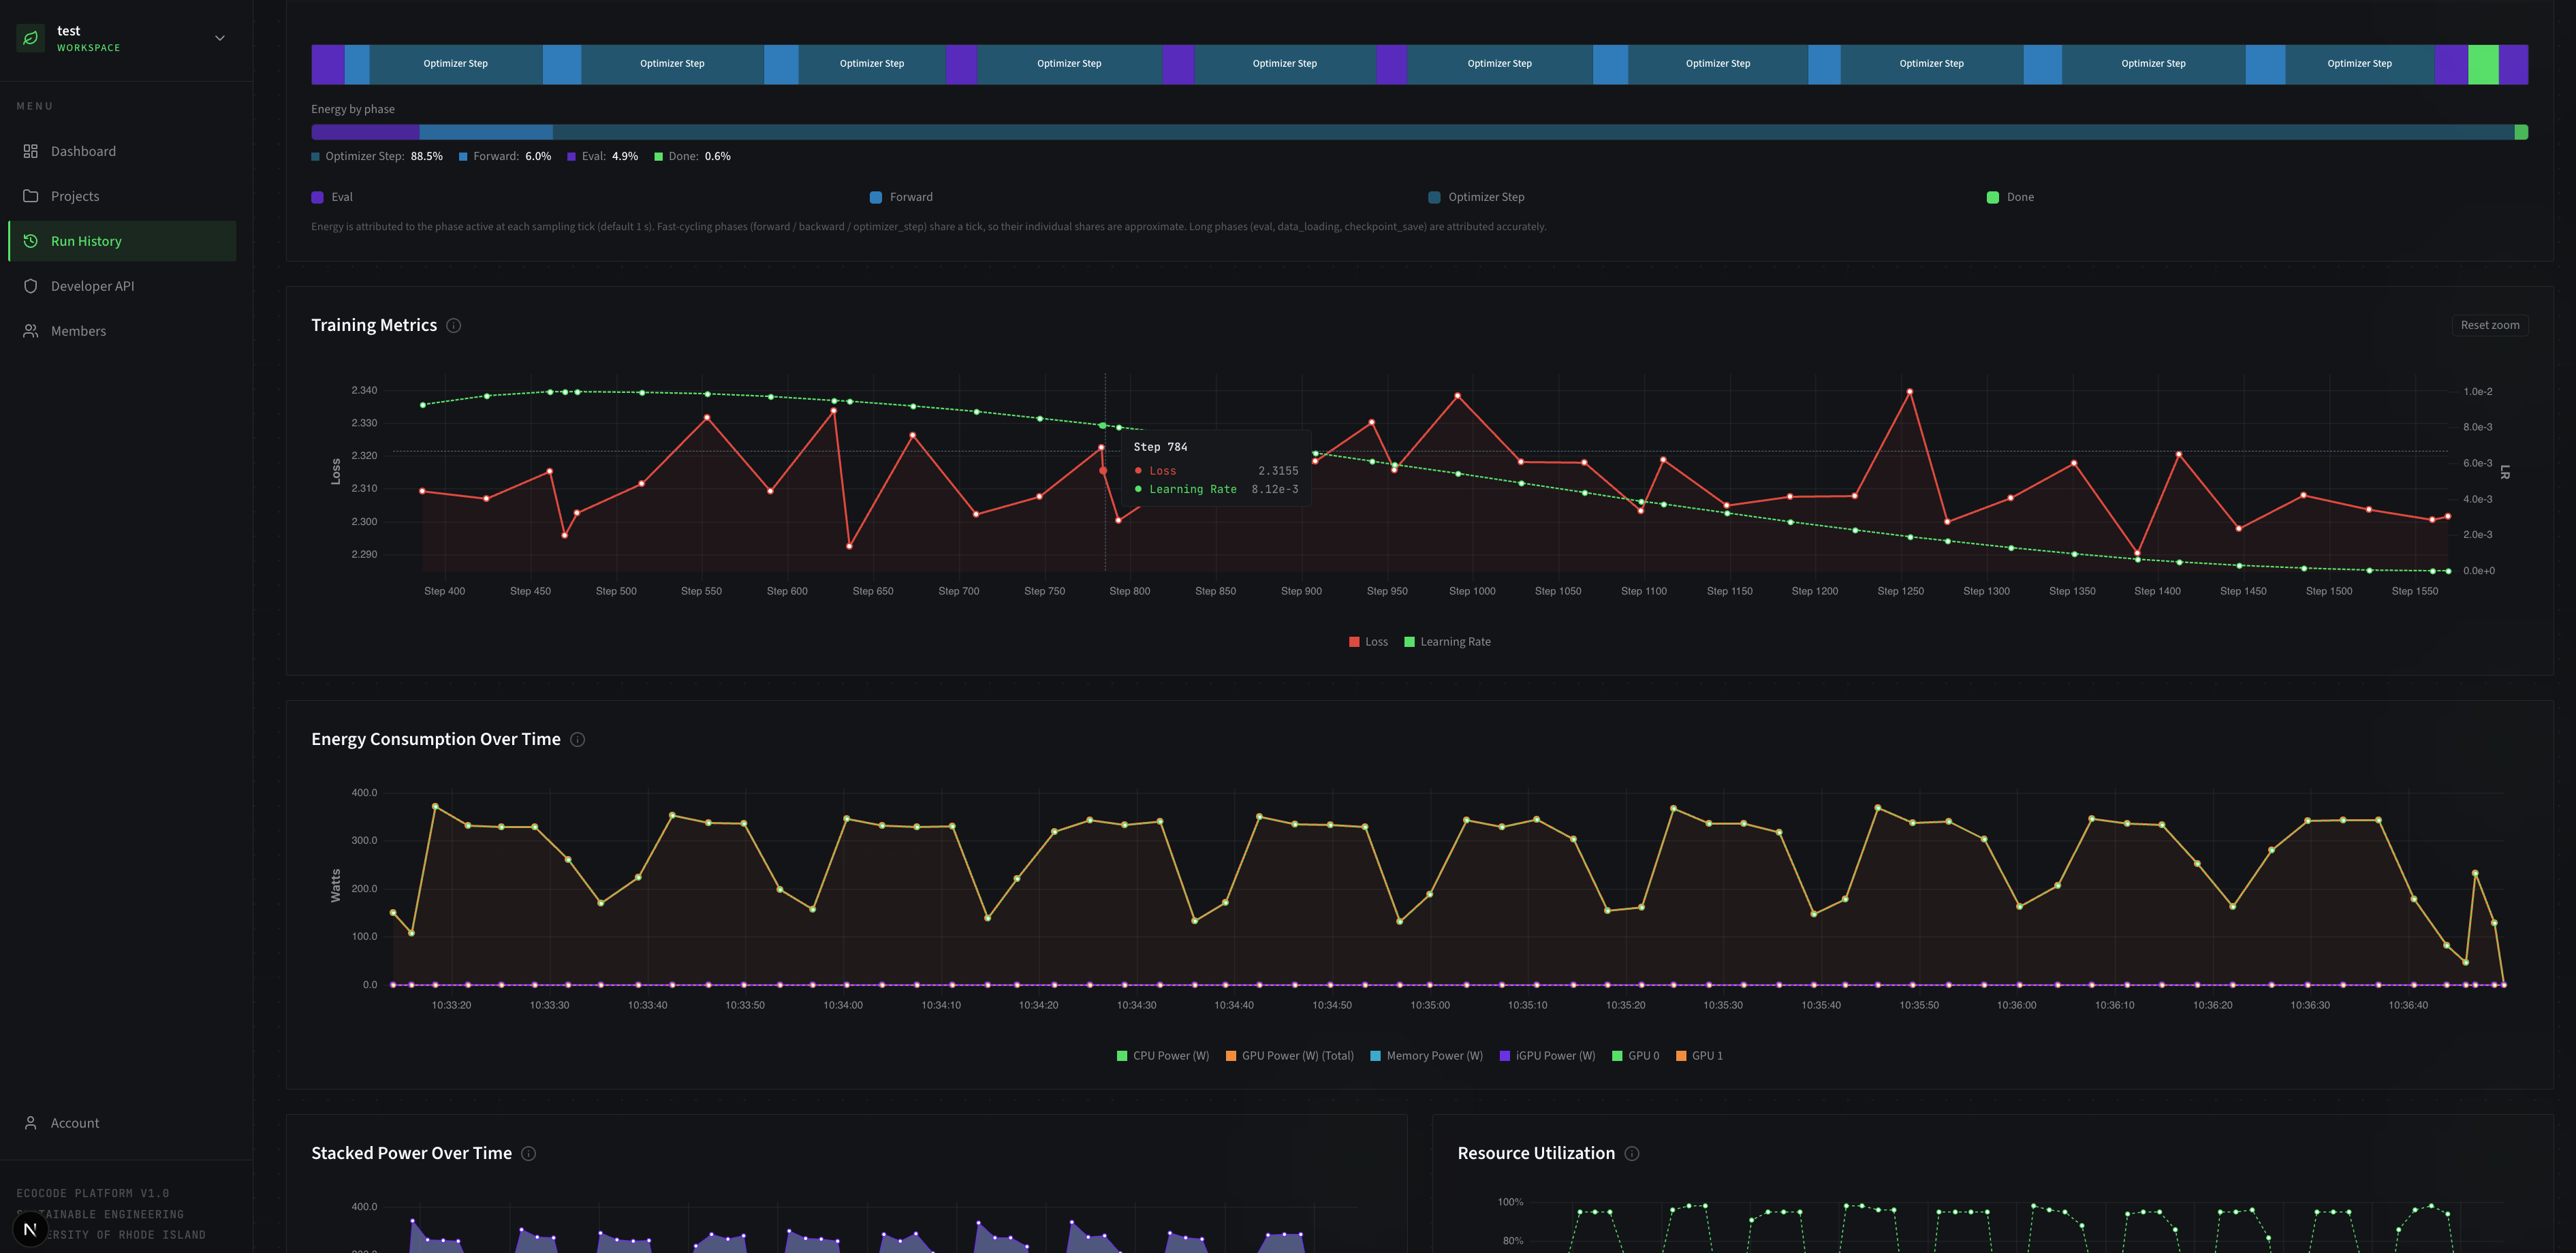 test
WORKSPACE
MENU
Dashboard
Projects
Run History
Developer API
Members
Account
ECOCODE PLATFORM V1.0
INABLE ENGINEERING
ERSITY OF RHODE ISLAND
N
Optimizer Step Optimizer Step Optimizer Step Optimizer Step Optimizer Step Optimizer Step Optimizer Step Optimizer Step Optimizer Step Optimizer Step
Energy by phase
Optimizer Step: 88.5% Forward: 6.0% Eval: 4.9% Done: 0.6%
Eval Forward Optimizer Step Done
Energy is attributed to the phase active at each sampling tick (default 1 s). Fast-cycling phases (forward / backward / optimizer_step) share a tick, so their individual shares are approximate. Long phases (eval, data_loading, checkpoint_save) are attributed accurately.
Training Metrics
Reset zoom
2.340 1.0e-2
2.330 8.0e-3
2.320 6.0e-3
2.310 4.0e-3
2.300 2.0e-3
2.290 0.0e+0
Loss
LR
Step 784
Loss 2.3155
Learning Rate 8.12e-3
Step 400 Step 450 Step 500 Step 550 Step 600 Step 650 Step 700 Step 750 Step 800 Step 850 Step 900 Step 950 Step 1000 Step 1050 Step 1100 Step 1150 Step 1200 Step 1250 Step 1300 Step 1350 Step 1400 Step 1450 Step 1500 Step 1550
Loss Learning Rate
Energy Consumption Over Time
400.0
300.0
200.0
100.0
0.0
Watts
10:33:20 10:33:30 10:33:40 10:33:50 10:34:00 10:34:10 10:34:20 10:34:30 10:34:40 10:34:50 10:35:00 10:35:10 10:35:20 10:35:30 10:35:40 10:35:50 10:36:00 10:36:10 10:36:20 10:36:30 10:36:40
CPU Power (W) GPU Power (W) (Total) Memory Power (W) iGPU Power (W) GPU 0 GPU 1
Stacked Power Over Time
400.0
Resource Utilization
100%
80%